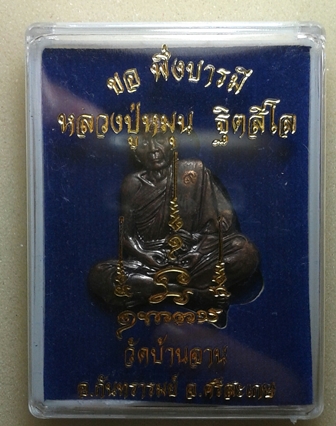 ขอ พึ่งบารมี
หลวงปู่หมุน ฐิตสีโล
วัดบ้านจาน
อ.กันทรารมย์ จ.ศรีสะเกษ